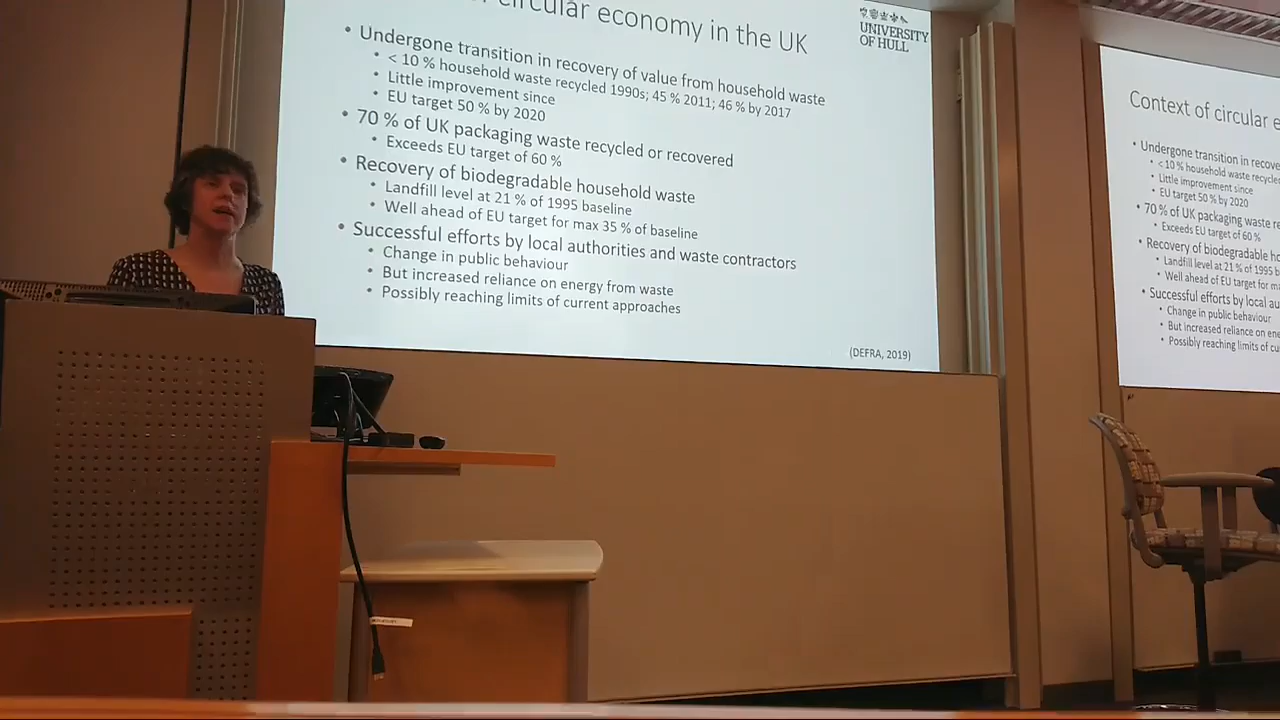 circular economy in the UK
UNIVERSITY
OF HULL
• Undergone transition in recovery of value from household waste
• < 10 % household waste recycled 1990s; 45 % 2011; 46 % by 2017
• Little improvement since
• EU target 50 % by 2020
• 70 % of UK packaging waste recycled or recovered
• Exceeds EU target of 60 %
• Recovery of biodegradable household waste
• Landfill level at 21 % of 1995 baseline
• Well ahead of EU target for max 35 % of baseline
• Successful efforts by local authorities and waste contractors
• Change in public behaviour
• But increased reliance on energy from waste
• Possibly reaching limits of current approaches
(DEFRA, 2019)
Context of circular e
• Undergone transition in recove
• < 10 % household waste recycle
• Little improvement since
• EU target 50 % by 2020
• 70 % of UK packaging waste re
• Exceeds EU target of 60 %
• Recovery of biodegradable ho
• Landfill level at 21 % of 1995 b
• Well ahead of EU target for m
• Successful efforts by local au
• Change in public behaviour
• But increased reliance on ene
• Possibly reaching limits of cu